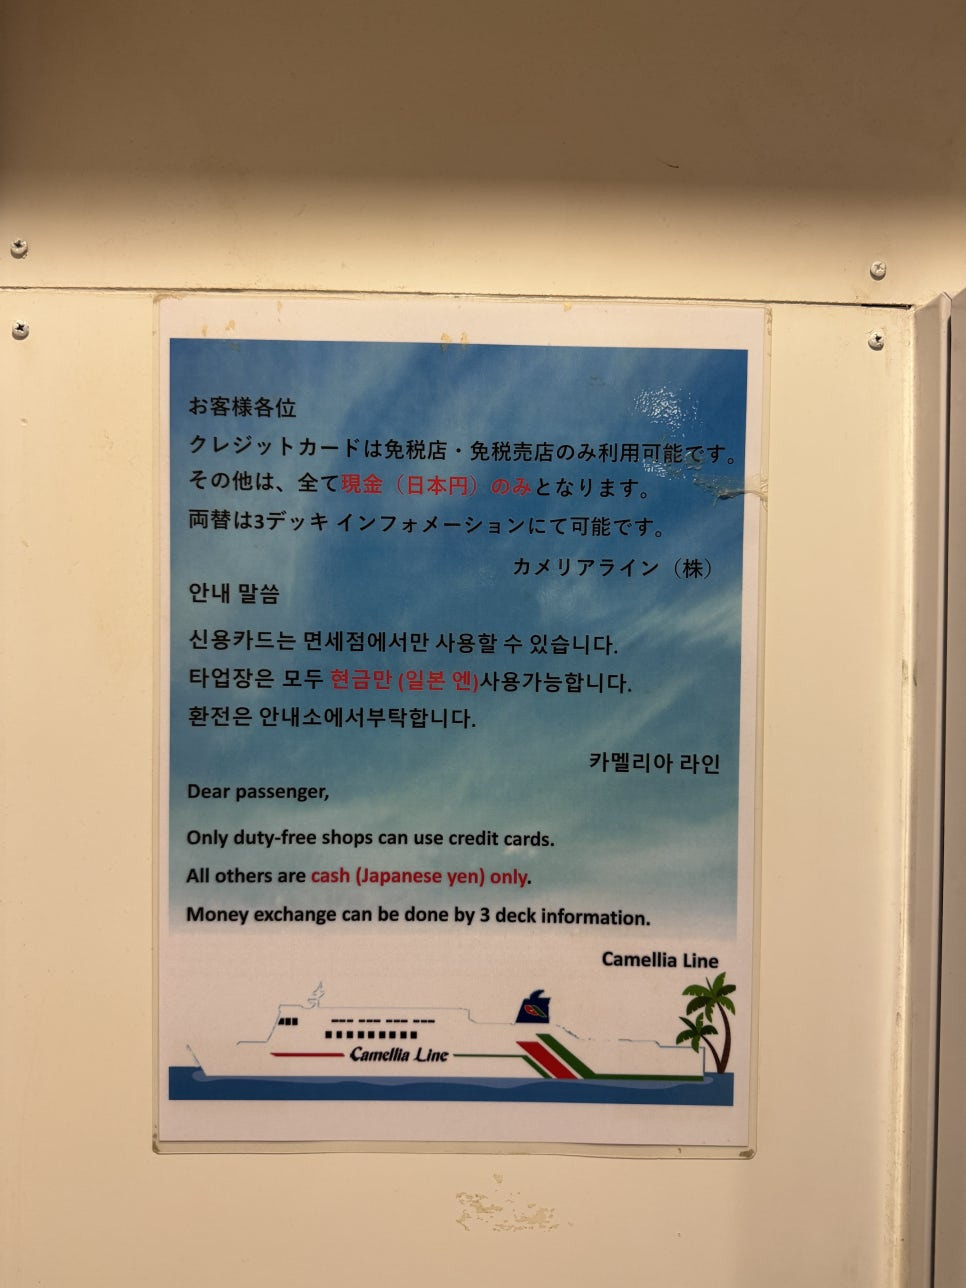 お客様各位
クレジットカードは免税店・免税売店のみ利用可能です。
その他は、全て現金（日本円）のみとなります。
両替は3デッキ インフォメーションにて可能です。
カメリアライン（株）
안내 말씀
신용카드는 면세점에서만 사용할 수 있습니다.
타업장은 모두 현금만 (일본 엔)사용가능합니다.
환전은 안내소에서부탁합니다.
카멜리아 라인
Dear passenger,
Only duty-free shops can use credit cards.
All others are cash (Japanese yen) only.
Money exchange can be done by 3 deck information.
Camellia Line
Camellia Line